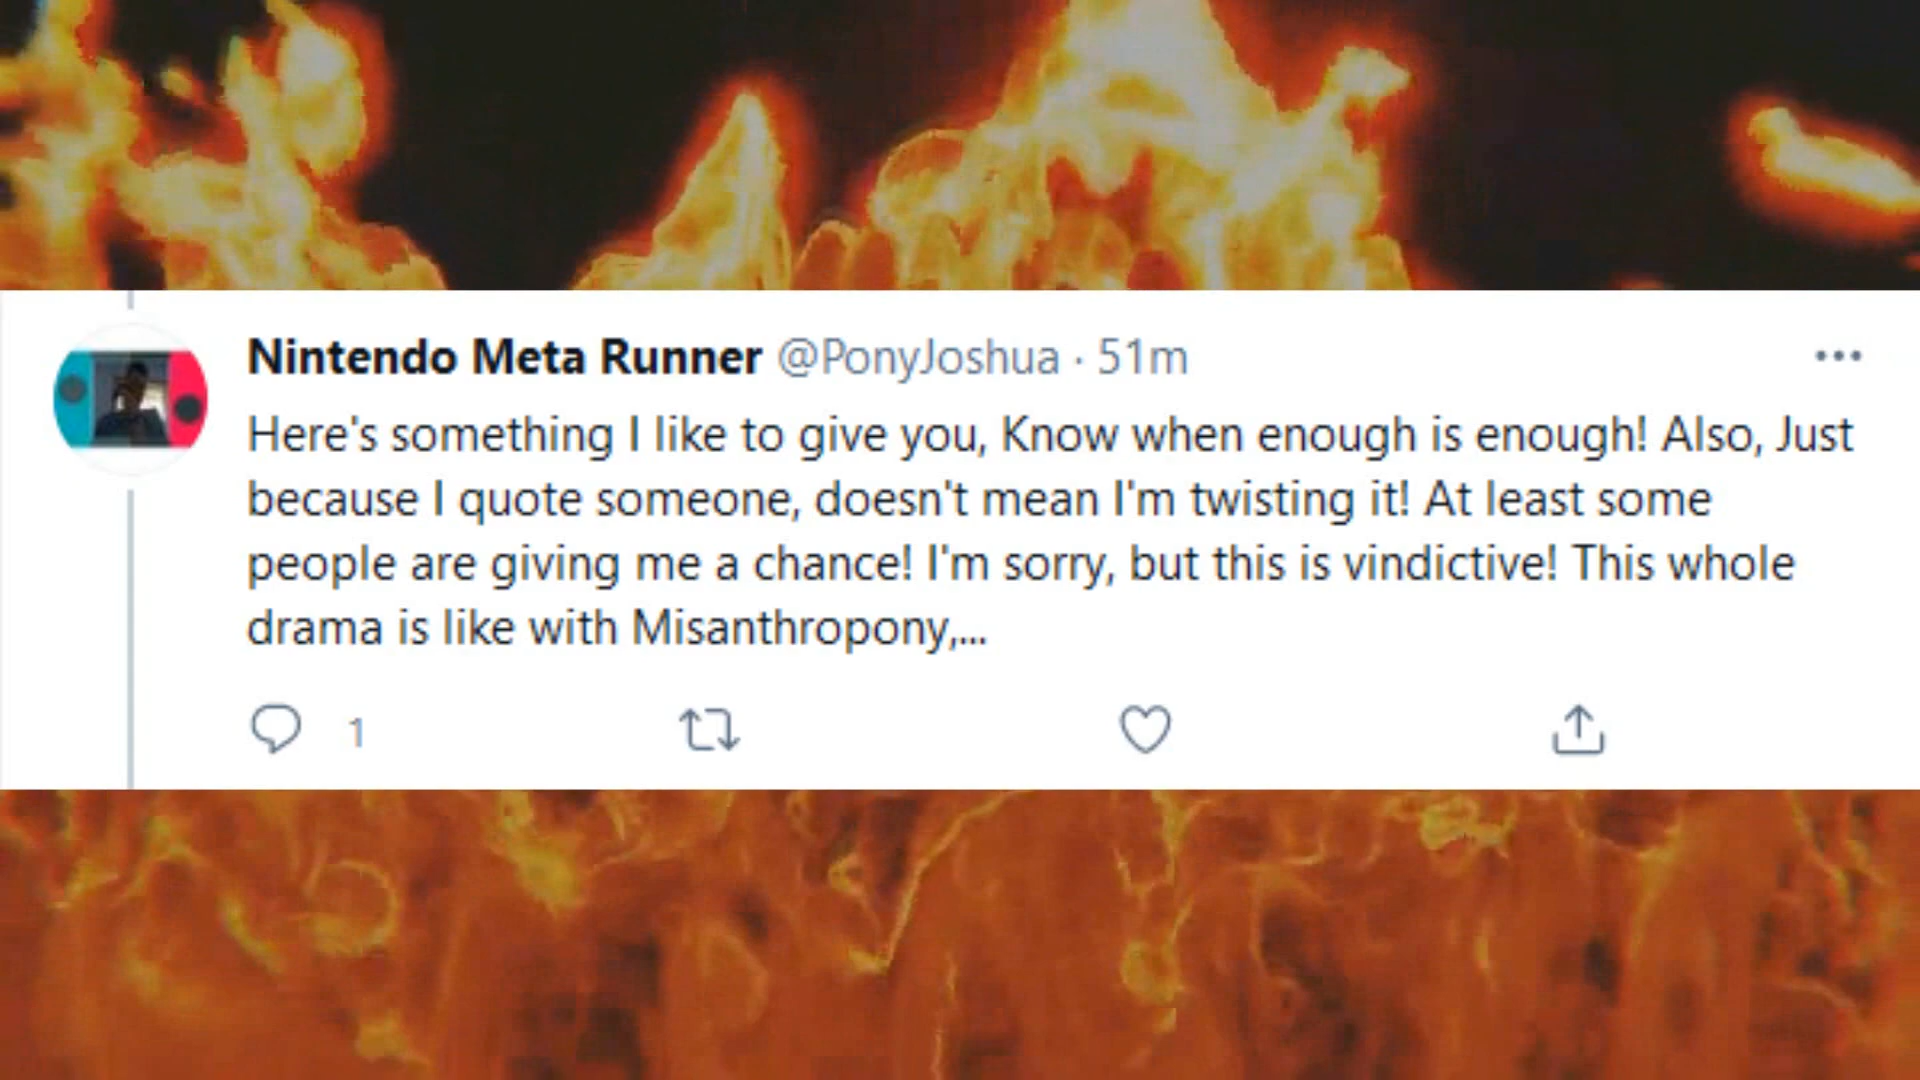 Nintendo Meta Runner @PonyJoshua · 51m
Here's something I like to give you, Know when enough is enough! Also, Just
because I quote someone, doesn't mean I'm twisting it! At least some
people are giving me a chance! I'm sorry, but this is vindictive! This whole
drama is like with Misanthropony,...
1